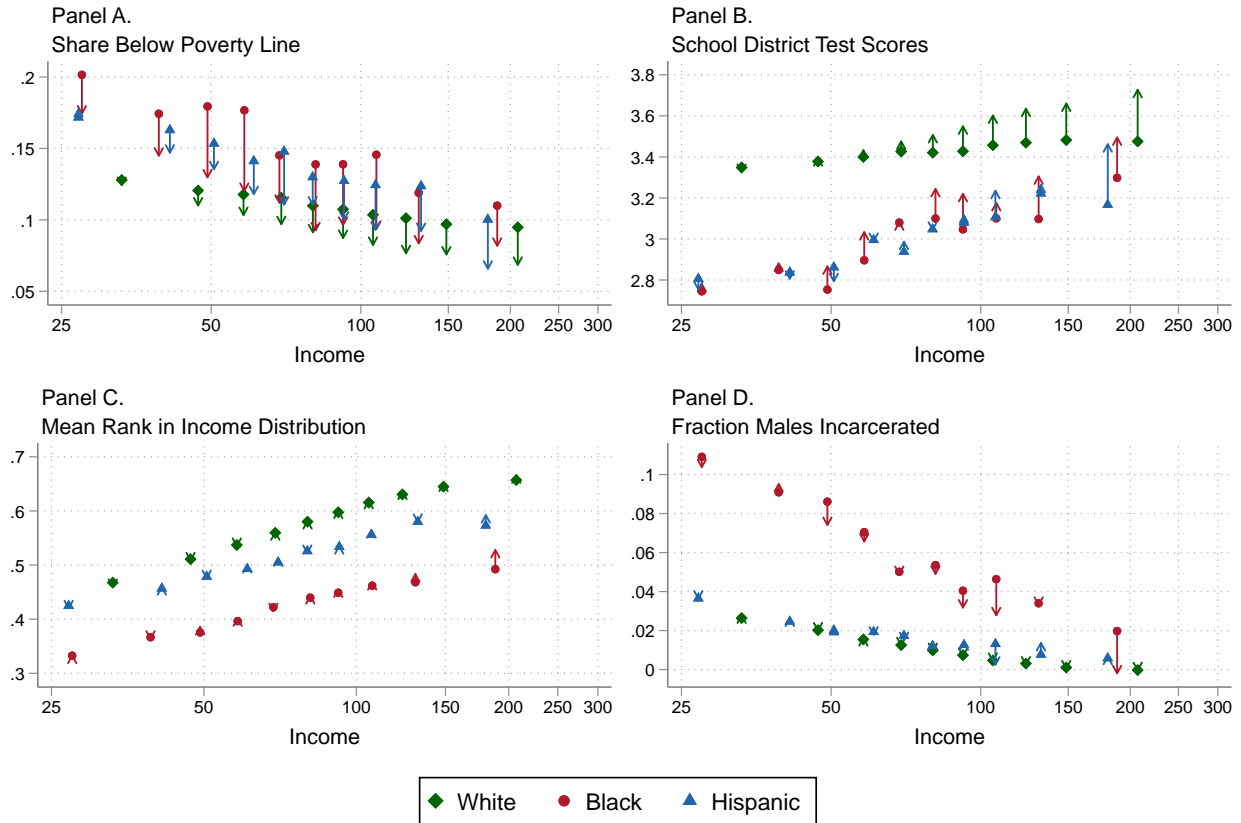 Panel A.
Share Below Poverty Line
.2
.15
.1
.05
25 50 100 150 200 250 300
Income
Panel B.
School District Test Scores
3.8
3.6
3.4
3.2
3
2.8
25 50 100 150 200 250 300
Income
Panel C.
Mean Rank in Income Distribution
.7
.6
.5
.4
.3
25 50 100 150 200 250 300
Income
Panel D.
Fraction Males Incarcerated
.1
.08
.06
.04
.02
0
25 50 100 150 200 250 300
Income
White Black Hispanic